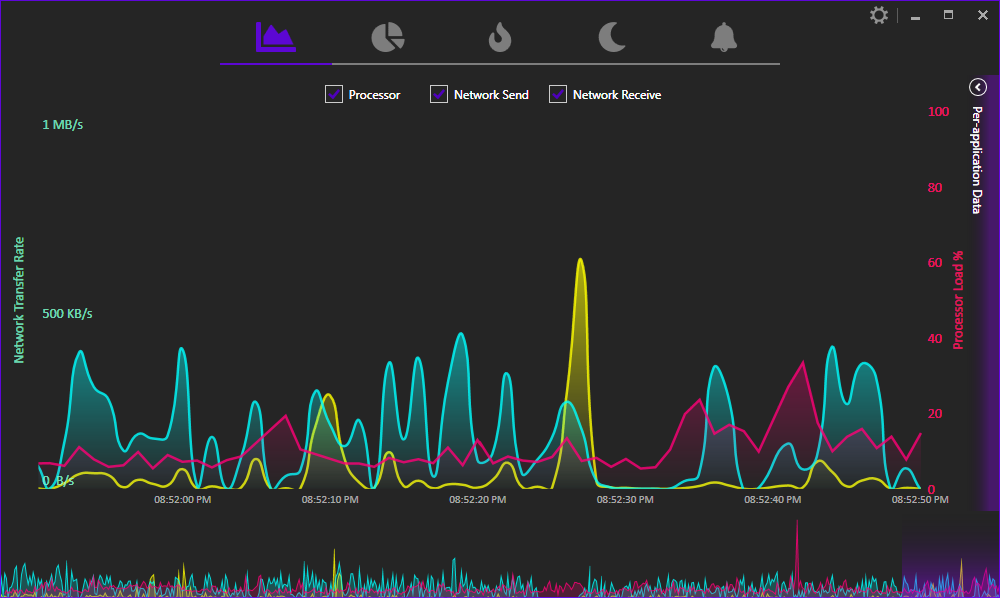 Processor Network Send Network Receive
Per-application Data
1 MB/s
500 KB/s
0 B/s
Network Transfer Rate
100
80
60
40
20
0
Processor Load %
08:52:00 PM 08:52:10 PM 08:52:20 PM 08:52:30 PM 08:52:40 PM 08:52:50 PM